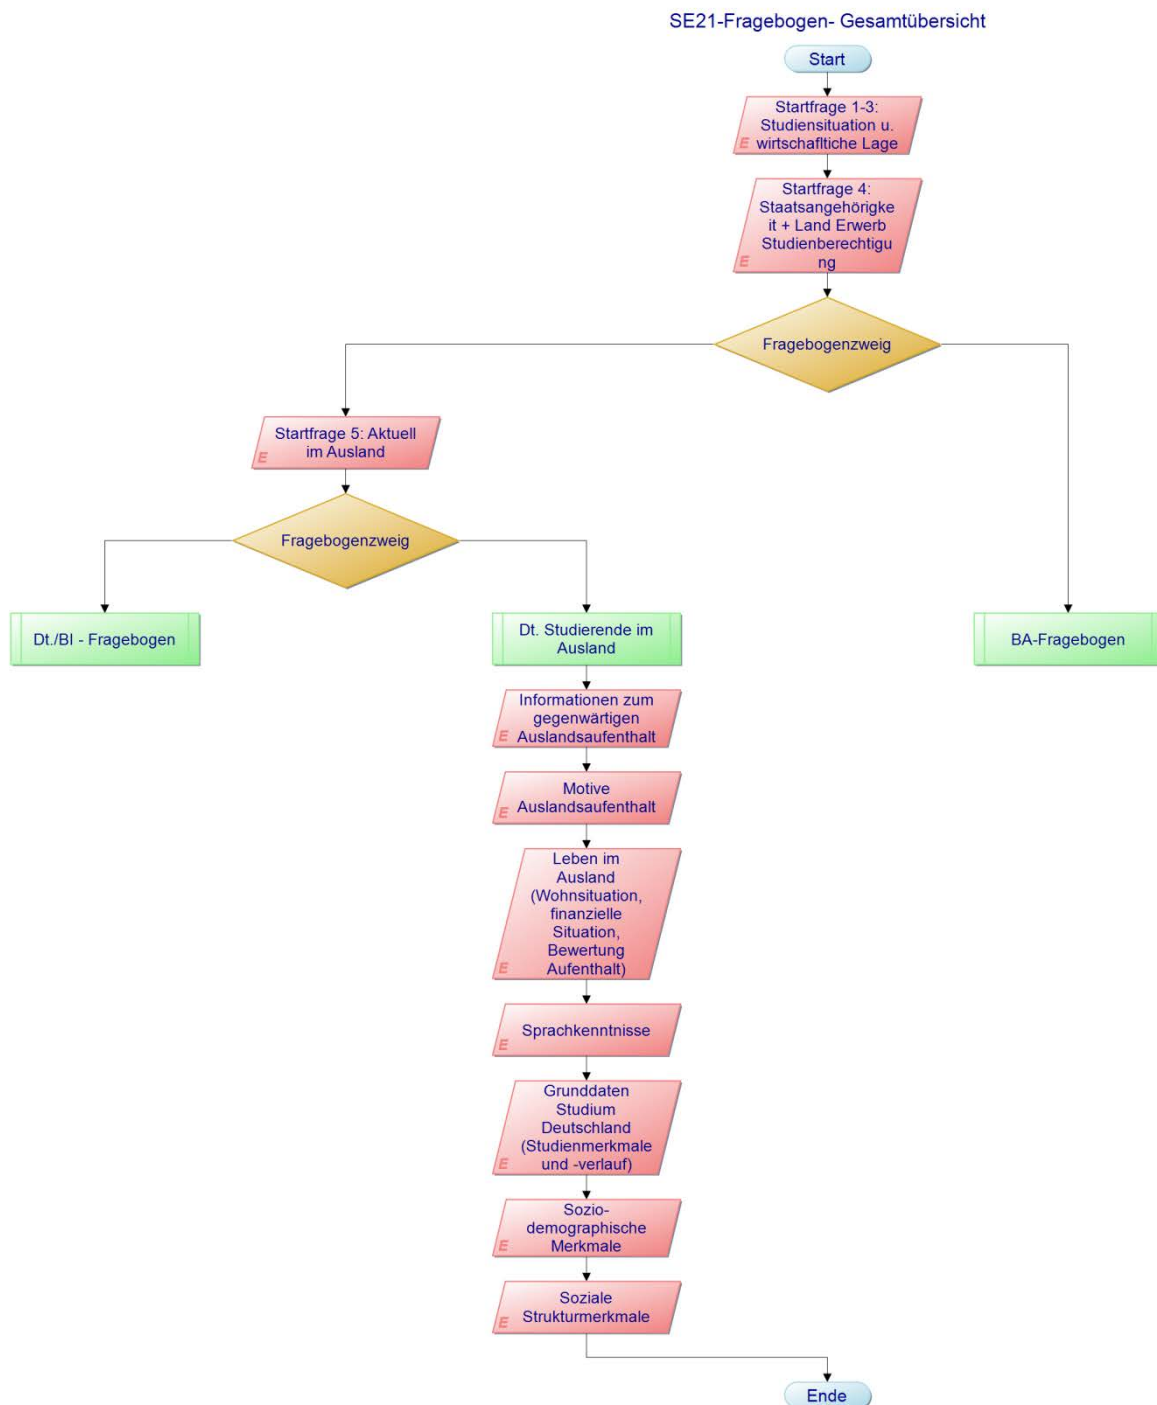 SE21-Fragebogen- Gesamtübersicht
Start
Startfrage 1-3:
Studiensituation u.
wirtschafltiche Lage
E
Startfrage 4:
Staatsangehörigke
it + Land Erwerb
Studienberechtigu
ng
E
Fragebogenzweig
Startfrage 5: Aktuell
im Ausland
E
Fragebogenzweig
Dt./BI - Fragebogen
Dt. Studierende im
Ausland
BA-Fragebogen
Informationen zum
gegenwärtigen
Auslandsaufenthalt
E
Motive
Auslandsaufenthalt
E
Leben im
Ausland
(Wohnsituation,
finanzielle
Situation,
Bewertung
Aufenthalt)
E
Sprachkenntnisse
E
Grunddaten
Studium
Deutschland
(Studienmerkmale
und -verlauf)
E
Sozio-
demographische
Merkmale
E
Soziale
Strukturmerkmale
E
Ende